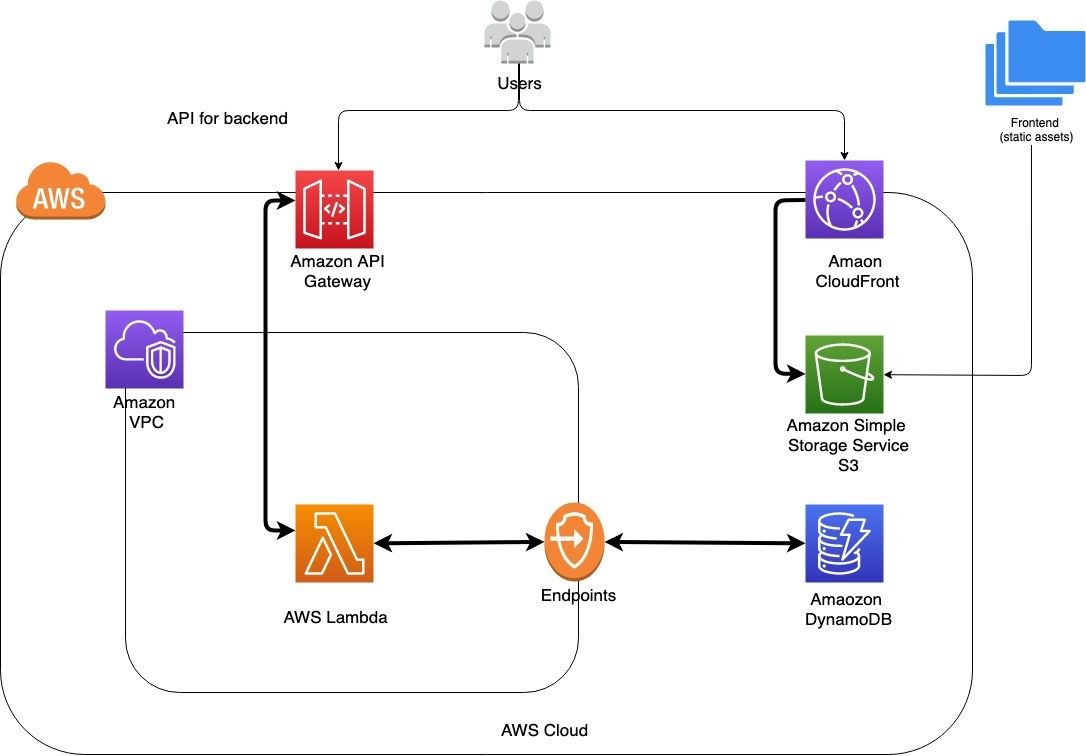 Users
API for backend
Frontend
(static assets)
AWS
Amazon API
Gateway
Amaon
CloudFront
Amazon
VPC
Amazon Simple
Storage Service
S3
AWS Lambda
Endpoints
Amaozon
DynamoDB
AWS Cloud